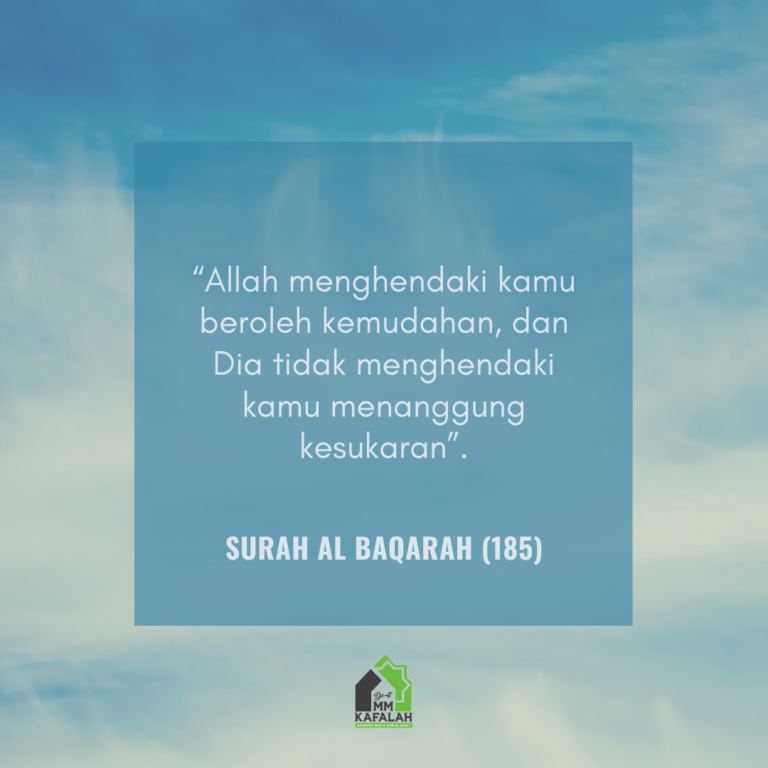 “Allah menghendaki kamu
beroleh kemudahan, dan
Dia tidak menghendaki
kamu menanggung
kesukaran”.
SURAH AL BAQARAH (185)
MM
KAFALAH